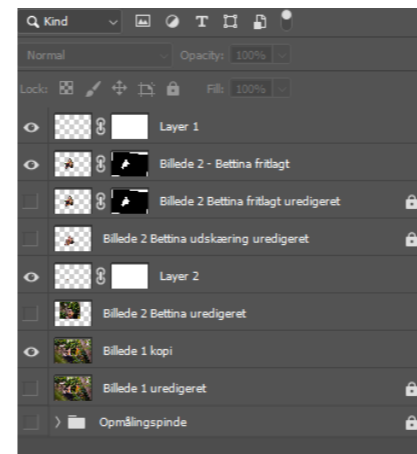 Kind
T
Normal
Opacity: 100%
Lock:
Fill: 100%
Layer 1
Billede 2 - Bettina fritlagt
Billede 2 Bettina fritlagt uredigeret
Billede 2 Bettina udskæring uredigeret
Layer 2
Billede 2 Bettina uredigeret
Billede 1 kopi
Billede 1 uredigeret
Opmålingspinde